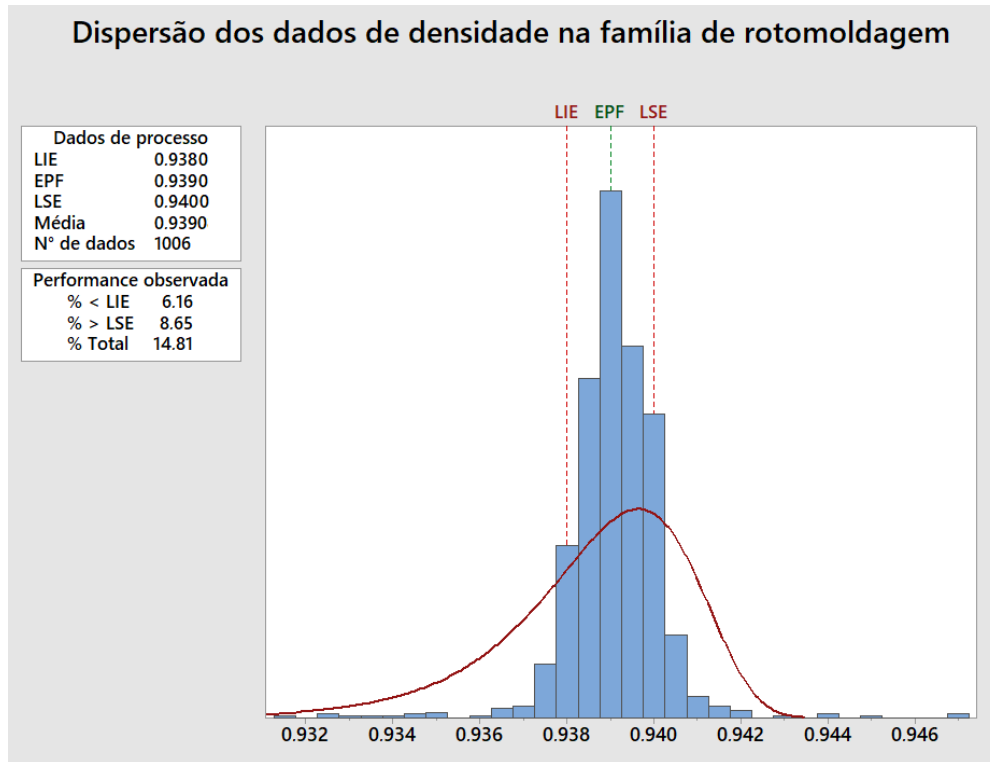 Dispersão dos dados de densidade na família de rotomoldagem
LIE EPF LSE
Dados de processo
LIE 0.9380
EPF 0.9390
LSE 0.9400
Média 0.9390
N° de dados 1006
Performance observada
% < LIE 6.16
% > LSE 8.65
% Total 14.81
0.932 0.934 0.936 0.938 0.940 0.942 0.944 0.946